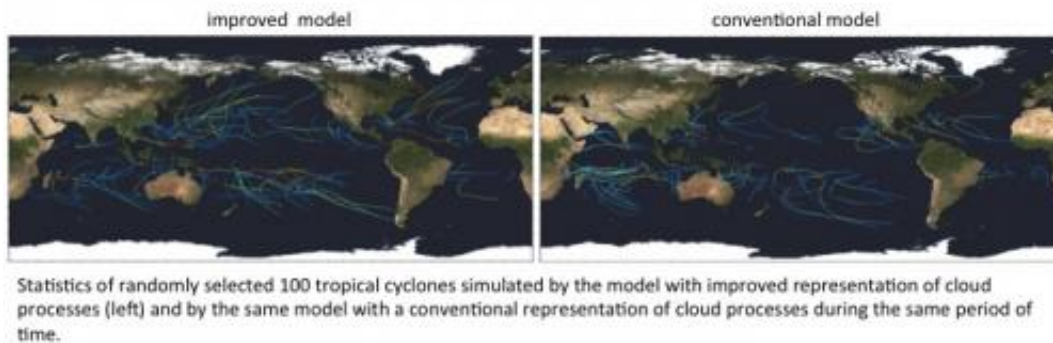 improved model
conventional model
Statistics of randomly selected 100 tropical cyclones simulated by the model with improved representation of cloud
processes (left) and by the same model with a conventional representation of cloud processes during the same period of
time.